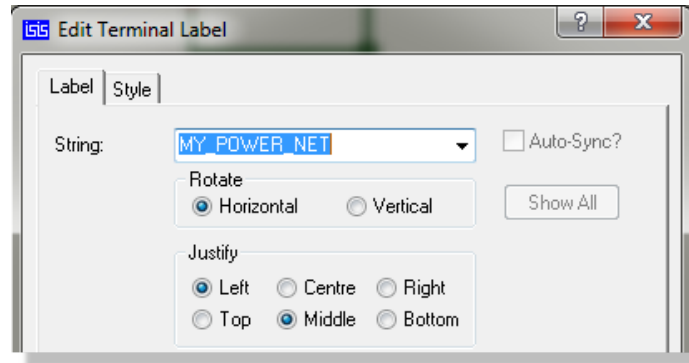 isis Edit Terminal Label ?
Label Style
String: MY_POWER_NET Auto-Sync?
Rotate
Horizontal Vertical Show All
Justify
Left Centre Right
Top Middle Bottom